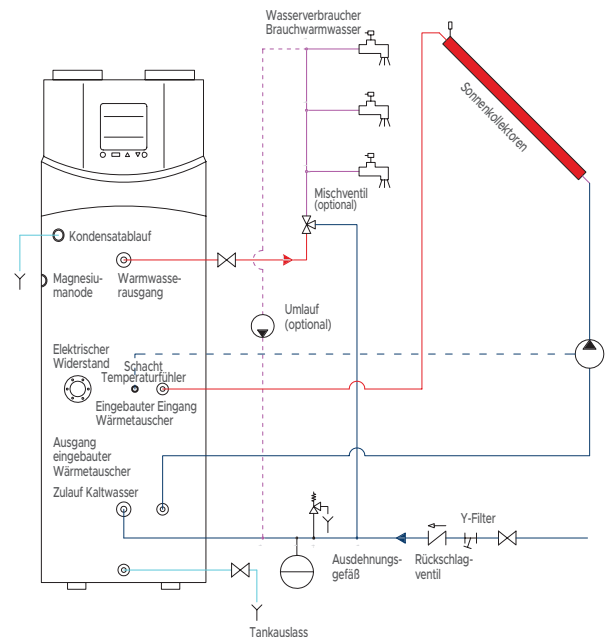 Wasserverbraucher
Brauchwarmwasser
Sonnenkollektoren
Mischventil
(optional)
Kondensatablauf
Magnesiu-
manode
Warmwasse-
rausgang
Umlauf
(optional)
Elektrischer
Widerstand
Schacht
Temperaturfühler
Eingebauter Eingang
Wärmetauscher
Ausgang
eingebauter
Wärmetauscher
Zulauf Kaltwasser
Y-Filter
Ausdehnungs-
gefäß
Rückschlag-
ventil
Tankauslass